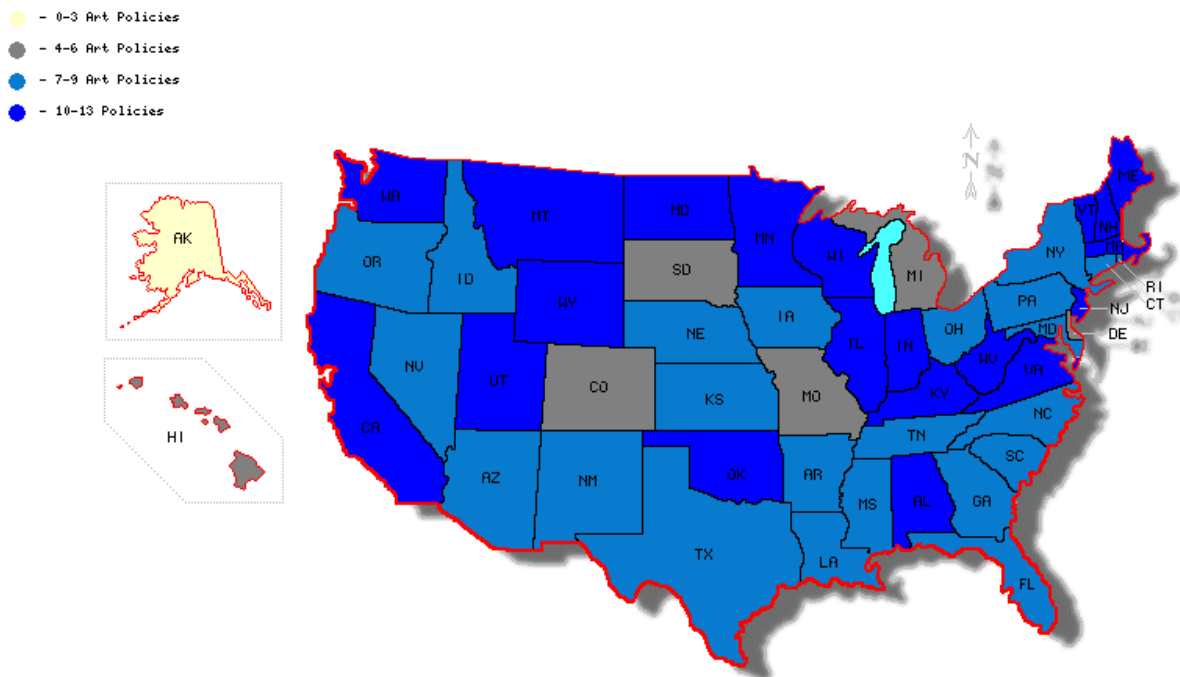 - 0-3 Art Policies
- 4-6 Art Policies
- 7-9 Art Policies
- 10-13 Policies
N
WA
MT
ND
MN
ME
VT
NH
AK
OR
ID
SD
WI
MI
NY
MA
RI
CT
WY
NE
IA
PA
NJ
NV
UT
CO
KS
MO
IL
IN
OH
MD
DE
WV
VA
KY
CA
HI
AZ
NM
OK
AR
TN
NC
SC
TX
LA
MS
AL
GA
FL